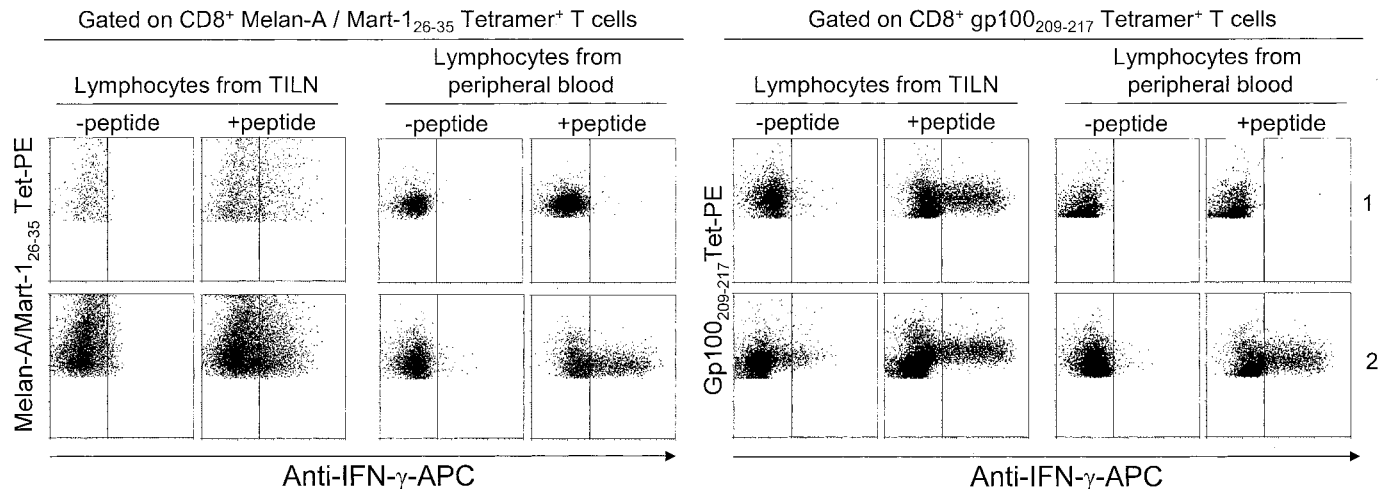 Gated on CD8⁺ Melan-A / Mart-1₂₆₋₃₅ Tetramer⁺ T cells
Lymphocytes from TILN
Lymphocytes from
peripheral blood
-peptide
+peptide
-peptide
+peptide
Melan-A/Mart-1₂₆₋₃₅ Tet-PE
Anti-IFN-γ-APC
Gated on CD8⁺ gp100₂₀₉₋₂₁₇ Tetramer⁺ T cells
Lymphocytes from TILN
Lymphocytes from
peripheral blood
-peptide
+peptide
-peptide
+peptide
Gp100₂₀₉₋₂₁₇Tet-PE
1
2
Anti-IFN-γ-APC